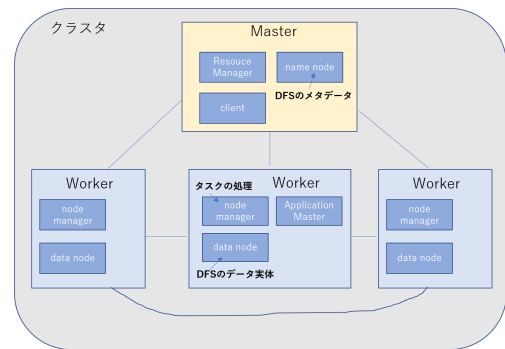 クラスタ
Master
Resouce
Manager
name node
DFSのメタデータ
client
Worker
node
manager
data node
Worker
タスクの処理
node
manager
Application
Master
data node
DFSのデータ実体
Worker
node
manager
data node